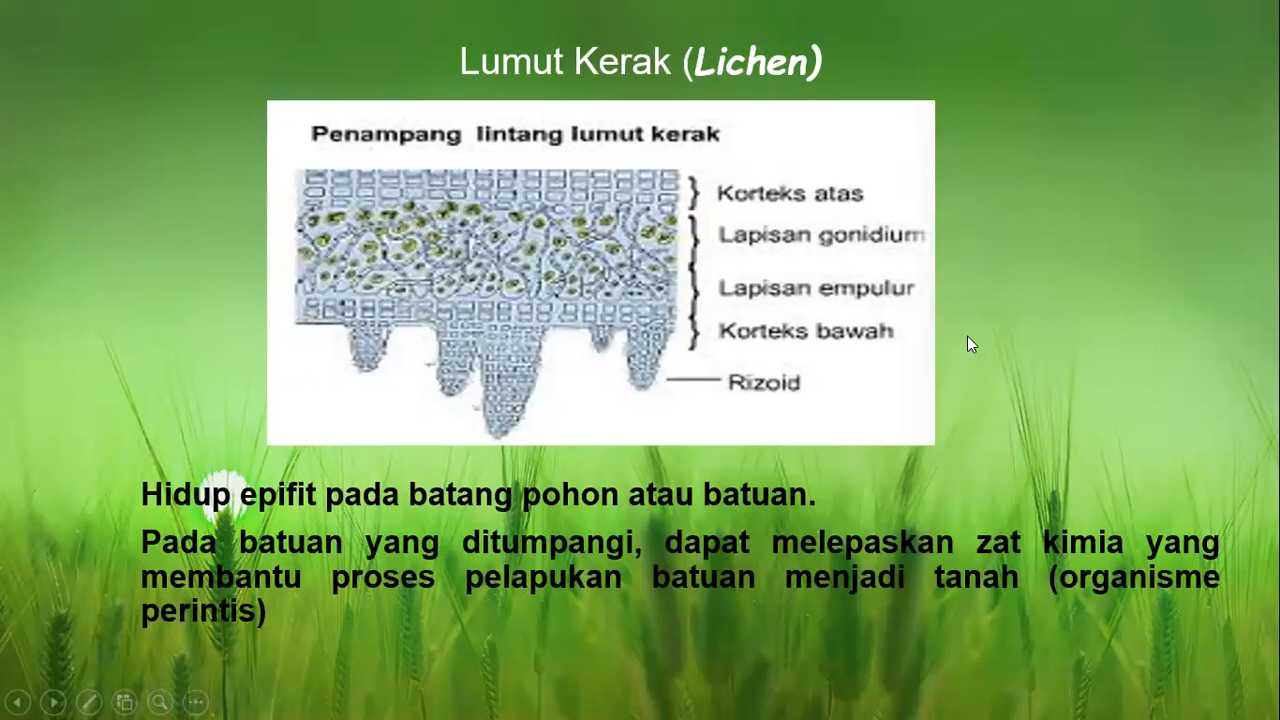 Lumut Kerak (Lichen)
Penampang lintang lumut kerak
Korteks atas
Lapisan gonidium
Lapisan empulur
Korteks bawah
Rizoid
Hidup epifit pada batang pohon atau batuan.
Pada batuan yang ditumpangi, dapat melepaskan zat kimia yang
membantu proses pelapukan batuan menjadi tanah (organisme
perintis)